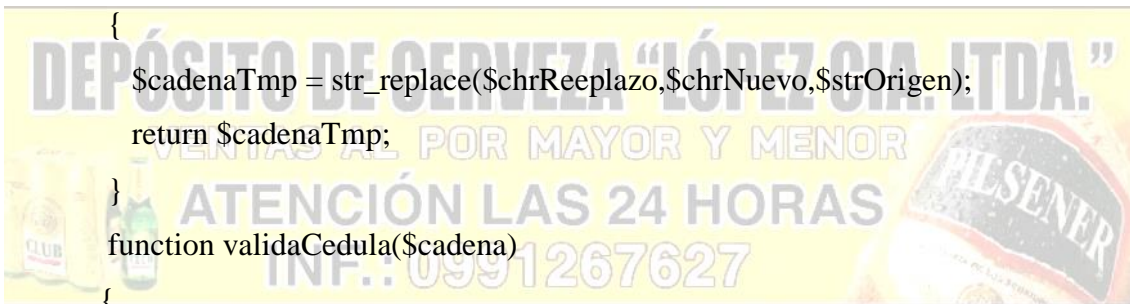 {
DEPÓSITO DE CERVEZA “LÓPEZ CIA. LTDA.”
$cadenaTmp = str_replace($chrReeplazo,$chrNuevo,$strOrigen);
return $cadenaTmp;
VENTAS AL POR MAYOR Y MENOR
}
ATENCIÓN LAS 24 HORAS
PILSENER
CLUB
function validaCedula($cadena)
INF.: 0991267627
{